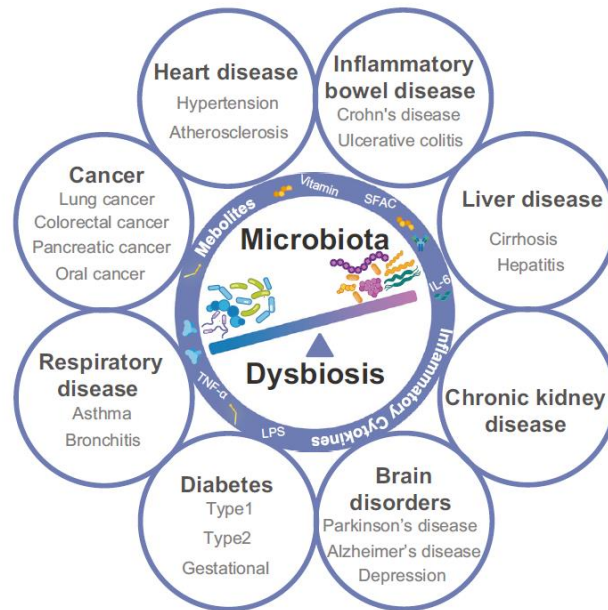 Heart disease
Hypertension
Atherosclerosis
Inflammatory
bowel disease
Crohn's disease
Ulcerative colitis
Cancer
Lung cancer
Colorectal cancer
Pancreatic cancer
Oral cancer
Liver disease
Cirrhosis
Hepatitis
Mebolites
Vitamin
SFAC
IL-6
Inflammatory Cytokines
LPS
TNF-α
Microbiota
Dysbiosis
Respiratory
disease
Asthma
Bronchitis
Chronic kidney
disease
Diabetes
Type1
Type2
Gestational
Brain
disorders
Parkinson's disease
Alzheimer's disease
Depression